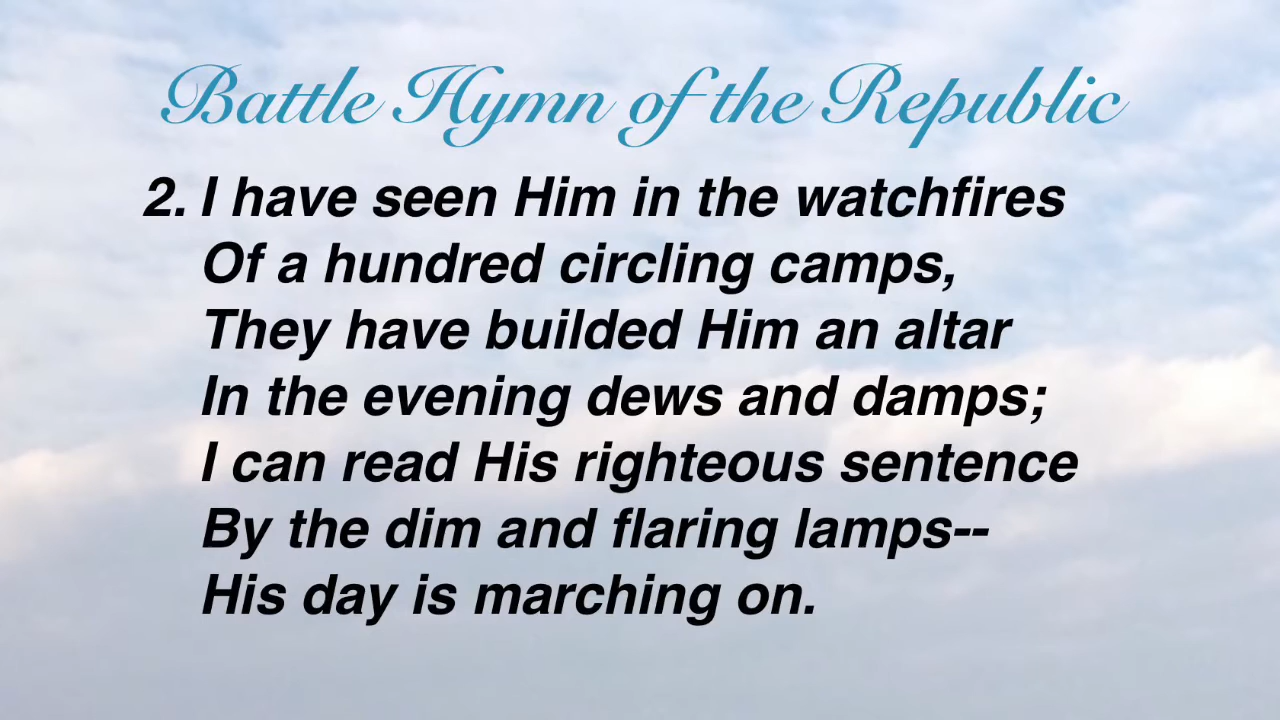 Battle Hymn of the Republic
2. I have seen Him in the watchfires
Of a hundred circling camps,
They have builded Him an altar
In the evening dews and damps;
I can read His righteous sentence
By the dim and flaring lamps--
His day is marching on.